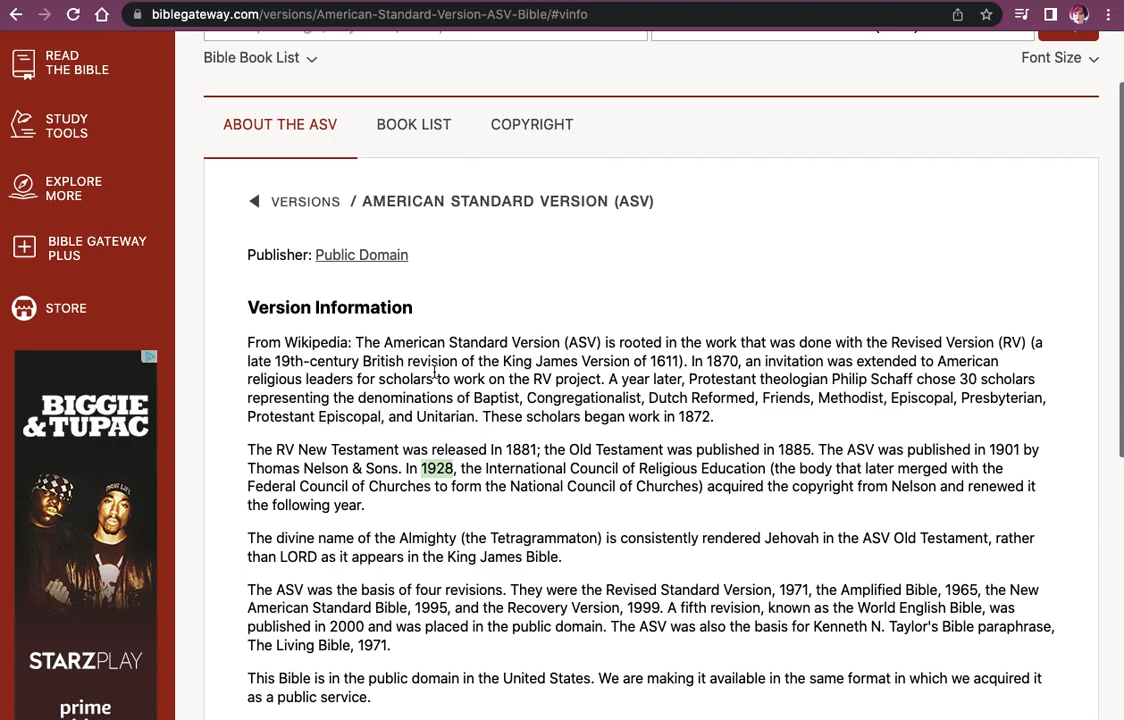 biblegateway.com/versions/American-Standard-Version-ASV-Bible/#vinfo
Bible Book List
Font Size
READ
THE BIBLE
STUDY
TOOLS
EXPLORE
MORE
BIBLE GATEWAY
PLUS
STORE
BIGGIE
& TUPAC
STARZPLAY
prime
ABOUT THE ASV
BOOK LIST
COPYRIGHT
VERSIONS / AMERICAN STANDARD VERSION (ASV)
Publisher: Public Domain
Version Information
From Wikipedia: The American Standard Version (ASV) is rooted in the work that was done with the Revised Version (RV) (a
late 19th-century British revision of the King James Version of 1611). In 1870, an invitation was extended to American
religious leaders for scholars to work on the RV project. A year later, Protestant theologian Philip Schaff chose 30 scholars
representing the denominations of Baptist, Congregationalist, Dutch Reformed, Friends, Methodist, Episcopal, Presbyterian,
Protestant Episcopal, and Unitarian. These scholars began work in 1872.
The RV New Testament was released In 1881; the Old Testament was published in 1885. The ASV was published in 1901 by
Thomas Nelson & Sons. In 1928, the International Council of Religious Education (the body that later merged with the
Federal Council of Churches to form the National Council of Churches) acquired the copyright from Nelson and renewed it
the following year.
The divine name of the Almighty (the Tetragrammaton) is consistently rendered Jehovah in the ASV Old Testament, rather
than LORD as it appears in the King James Bible.
The ASV was the basis of four revisions. They were the Revised Standard Version, 1971, the Amplified Bible, 1965, the New
American Standard Bible, 1995, and the Recovery Version, 1999. A fifth revision, known as the World English Bible, was
published in 2000 and was placed in the public domain. The ASV was also the basis for Kenneth N. Taylor's Bible paraphrase,
The Living Bible, 1971.
This Bible is in the public domain in the United States. We are making it available in the same format in which we acquired it
as a public service.